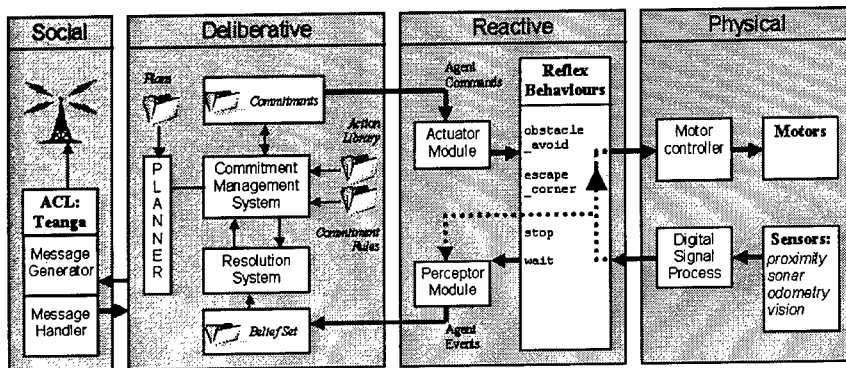 Social
ACL:
Teanga
Message
Generator
Message
Handler
Deliberative
Plans
PLANNER
Commitments
Action
Library
Commitment
Management
System
Commitment
Rules
Resolution
System
Belief Set
Reactive
Agent
Commands
Actuator
Module
Perceptor
Module
Agent
Events
Reflex
Behaviours
obstacle
_avoid
escape
_corner
stop
wait
Physical
Motor
controller
Motors
Digital
Signal
Process
Sensors:
proximity
sonar
odometry
vision